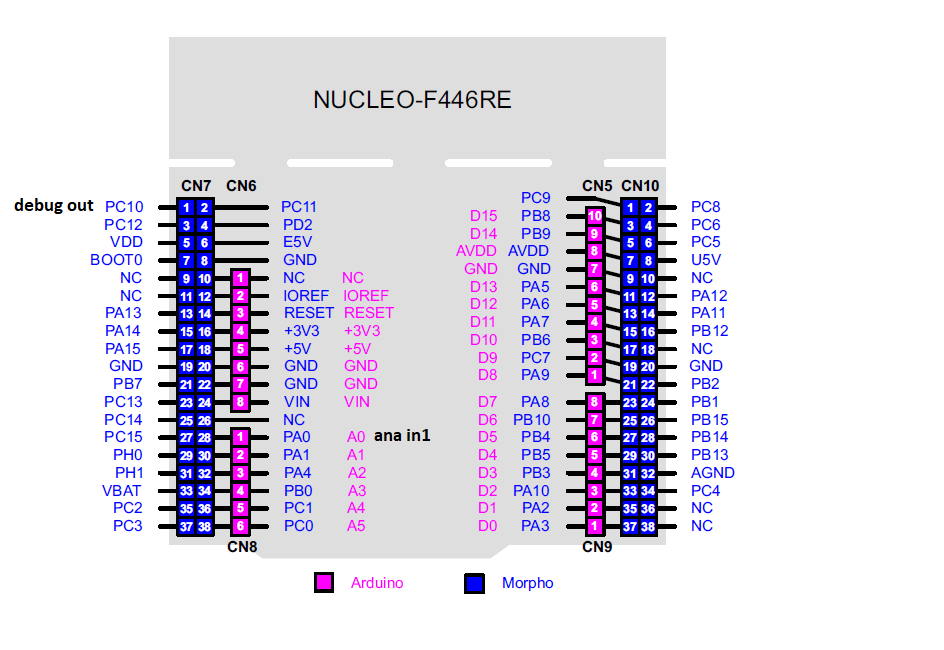 NUCLEO-F446RE
CN7 CN6 CN5 CN10
PC9
debug out PC10 1 2 PC11 D15 PB8 10 1 2 PC8
PC12 3 4 PD2 D14 PB9 9 3 4 PC6
VDD 5 6 E5V AVDD AVDD 8 5 6 PC5
BOOT0 7 8 GND GND GND 7 7 8 U5V
NC 9 10 1 NC NC D13 PA5 6 9 10 NC
NC 11 12 2 IOREF IOREF D12 PA6 5 11 12 PA12
PA13 13 14 3 RESET RESET D11 PA7 4 13 14 PA11
PA14 15 16 4 +3V3 +3V3 D10 PB6 3 15 16 PB12
PA15 17 18 5 +5V +5V D9 PC7 2 17 18 NC
GND 19 20 6 GND GND D8 PA9 1 19 20 GND
PB7 21 22 7 GND GND 21 22 PB2
PC13 23 24 8 VIN VIN D7 PA8 8 23 24 PB1
PC14 25 26 NC D6 PB10 7 25 26 PB15
PC15 27 28 1 PA0 A0 ana in1 D5 PB4 6 27 28 PB14
PH0 29 30 2 PA1 A1 D4 PB5 5 29 30 PB13
PH1 31 32 3 PA4 A2 D3 PB3 4 31 32 AGND
VBAT 33 34 4 PB0 A3 D2 PA10 3 33 34 PC4
PC2 35 36 5 PC1 A4 D1 PA2 2 35 36 NC
PC3 37 38 6 PC0 A5 D0 PA3 1 37 38 NC
CN8 CN9
Arduino Morpho